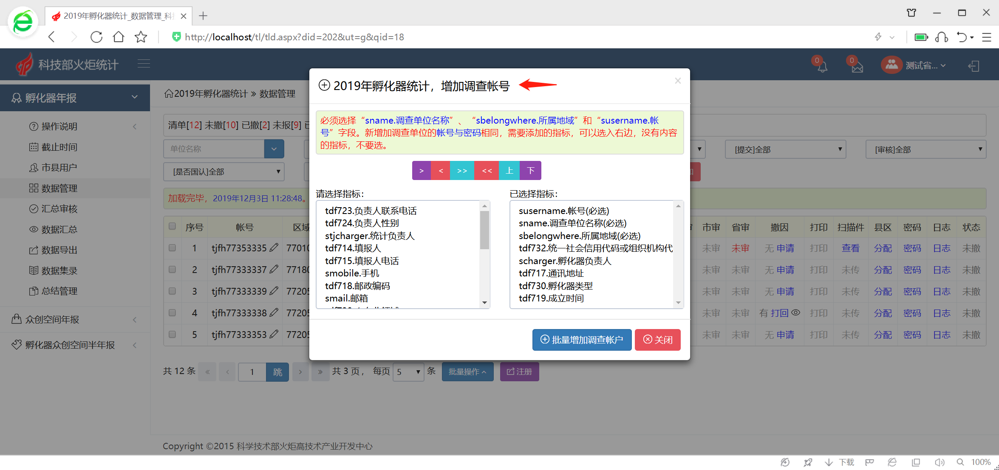 2019年孵化器统计_数据管理_科
http://localhost/tl/tld.aspx?did=202&ut=g&qid=18
科技部火炬统计
0
0
测试省...
孵化器年报
操作说明
截止时间
市县用户
数据管理
汇总审核
数据汇总
数据导出
数据集录
总结管理
众创空间年报
孵化器众创空间半年报
2019年孵化器统计 » 数据管理
清单[12] 未撤[10] 已撤[2] 未报[9]
单位名称
[提交]全部
[审核]全部
[是否国认]全部
加载完毕，2019年12月3日 11:28:48。
序号 帐号 区域 市审 省审 撤因 打印 扫描件 县区 密码 日志 状态
1 tjfh77353335 77010 未审 未审 无 申请 打印 查看 分配 密码 日志 未撤
2 tjfh77333337 77180 未审 未审 无 申请 打印 未传 分配 密码 日志 未撤
3 tjfh77333339 77205 未审 未审 无 申请 打印 未传 分配 密码 日志 未撤
4 tjfh77333338 77205 未审 未审 有 打回 打印 未传 分配 密码 日志 未撤
5 tjfh77333353 77205 未审 未审 无 申请 打印 未传 分配 密码 日志 未撤
共 12 条 « ‹ 1 跳 › » 共 3 页， 每页 5 条 批量操作 注册
Copyright ©2015 科学技术部火炬高技术产业开发中心
2019年孵化器统计，增加调查帐号
×
必须选择“sname.调查单位名称”、“sbelongwhere.所属地域”和“susername.帐
号”字段。新增加调查单位的帐号与密码相同，需要添加的指标，可以选入右边，没有内容
的指标，不要选。
> < >> << 上 下
请选择指标：
tdf723.负责人联系电话
tdf724.负责人性别
stjcharger.统计负责人
tdf714.填报人
tdf715.填报人电话
smobile.手机
tdf718.邮政编码
smail.邮箱
已选择指标：
susername.帐号(必选)
sname.调查单位名称(必选)
sbelongwhere.所属地域(必选)
tdf732.统一社会信用代码或组织机构代
scharger.孵化器负责人
tdf717.通讯地址
tdf730.孵化器类型
tdf719.成立时间
批量增加调查帐户
关闭
下载
100%